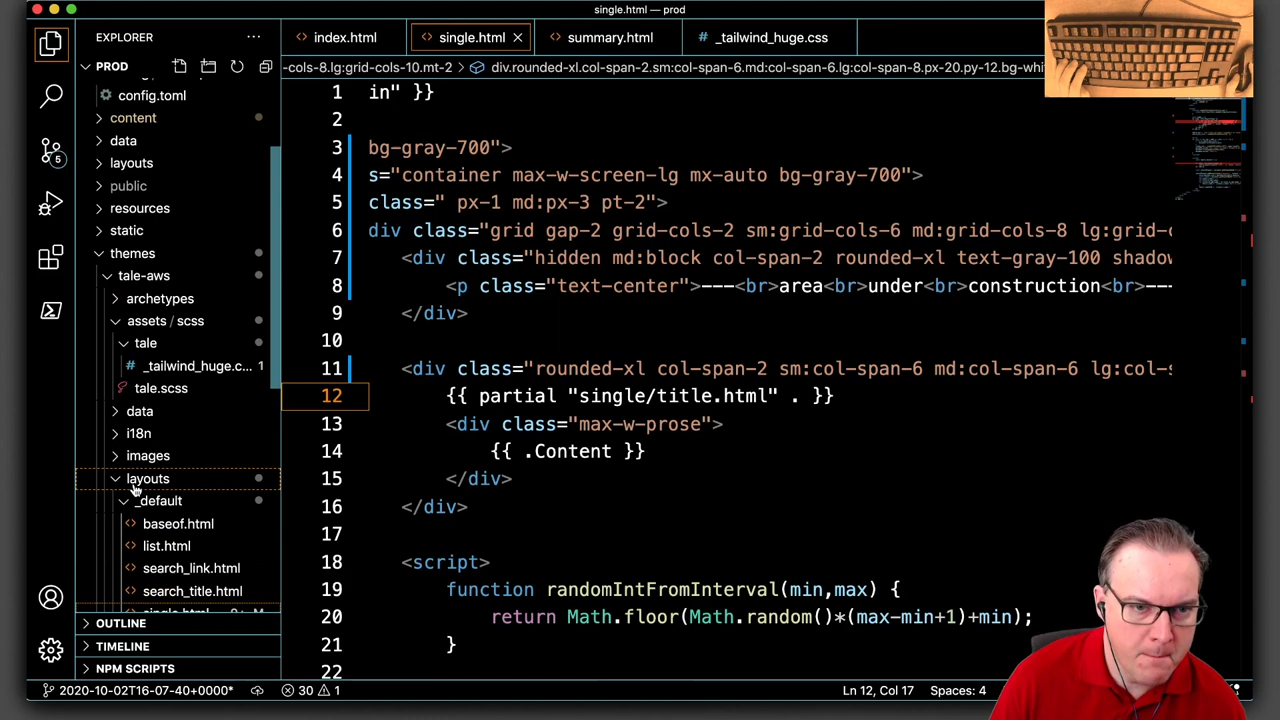 single.html — prod
EXPLORER
index.html
single.html
summary.html
_tailwind_huge.css
PROD
-cols-8.lg:grid-cols-10.mt-2
div.rounded-xl.col-span-2.sm:col-span-6.md:col-span-6.lg:col-span-8.px-20.py-12.bg-whi
config.toml
content
data
layouts
public
resources
static
themes
tale-aws
archetypes
assets / scss
tale
_tailwind_huge.c... 1
tale.scss
data
i18n
images
layouts
_default
baseof.html
list.html
search_link.html
search_title.html
OUTLINE
TIMELINE
NPM SCRIPTS
5
1 in" }}
2
3 bg-gray-700">
4 s="container max-w-screen-lg mx-auto bg-gray-700">
5 class=" px-1 md:px-3 pt-2">
6 div class="grid gap-2 grid-cols-2 sm:grid-cols-6 md:grid-cols-8 lg:grid-c
7 <div class="hidden md:block col-span-2 rounded-xl text-gray-100 shadow
8 <p class="text-center">---<br>area<br>under<br>construction<br>---
9 </div>
10
11 <div class="rounded-xl col-span-2 sm:col-span-6 md:col-span-6 lg:col-s
12 {{ partial "single/title.html" . }}
13 <div class="max-w-prose">
14 {{ .Content }}
15 </div>
16 </div>
17
18 <script>
19 function randomIntFromInterval(min,max) {
20 return Math.floor(Math.random()*(max-min+1)+min);
21 }
22
2020-10-02T16-07-40+0000*
30 1
Ln 12, Col 17
Spaces: 4